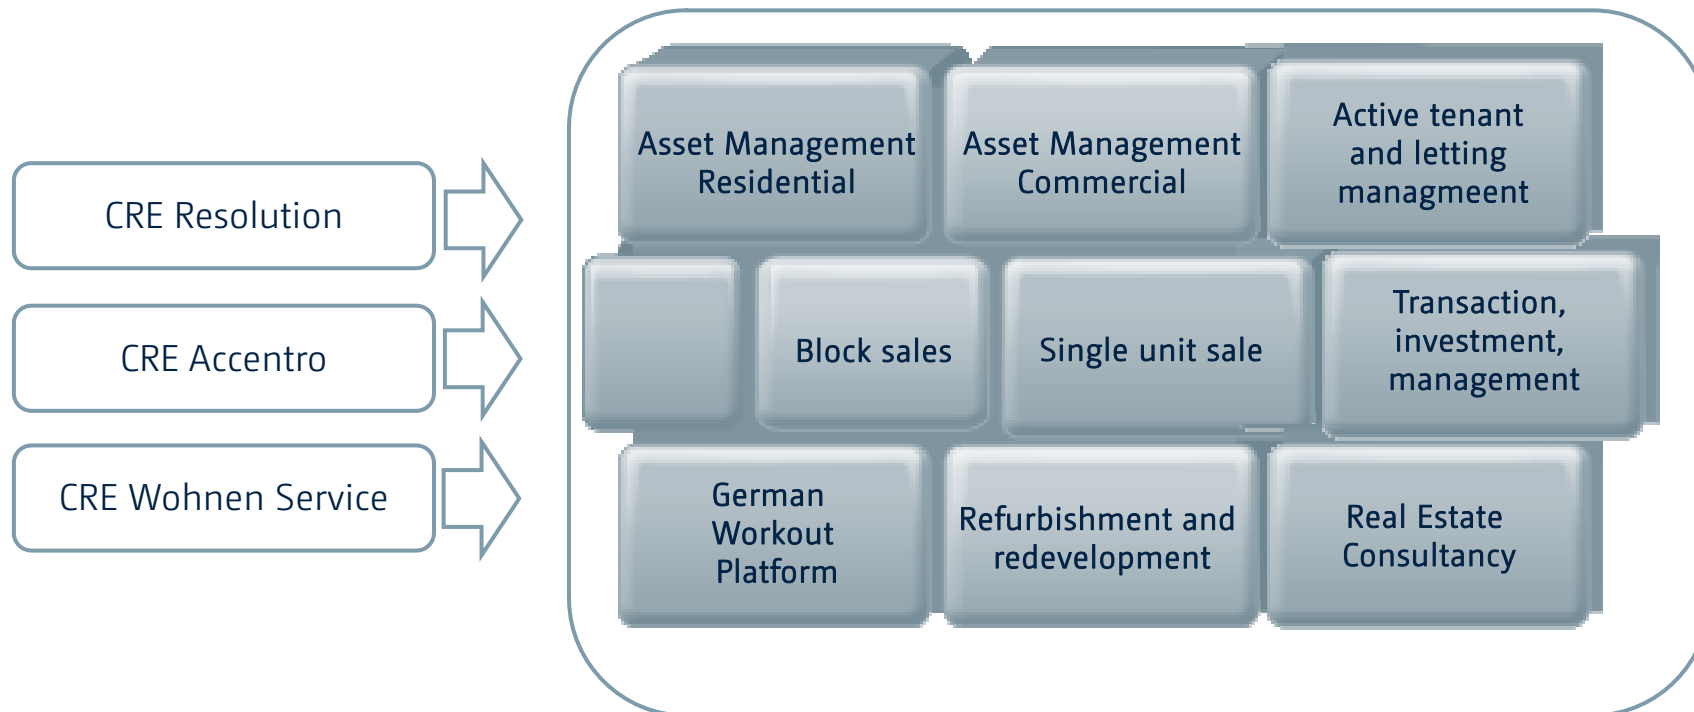 CRE Resolution
CRE Accentro
CRE Wohnen Service
Asset Management
Residential
Asset Management
Commercial
Active tenant
and letting
managmeent
Block sales
Single unit sale
Transaction,
investment,
management
German
Workout
Platform
Refurbishment and
redevelopment
Real Estate
Consultancy